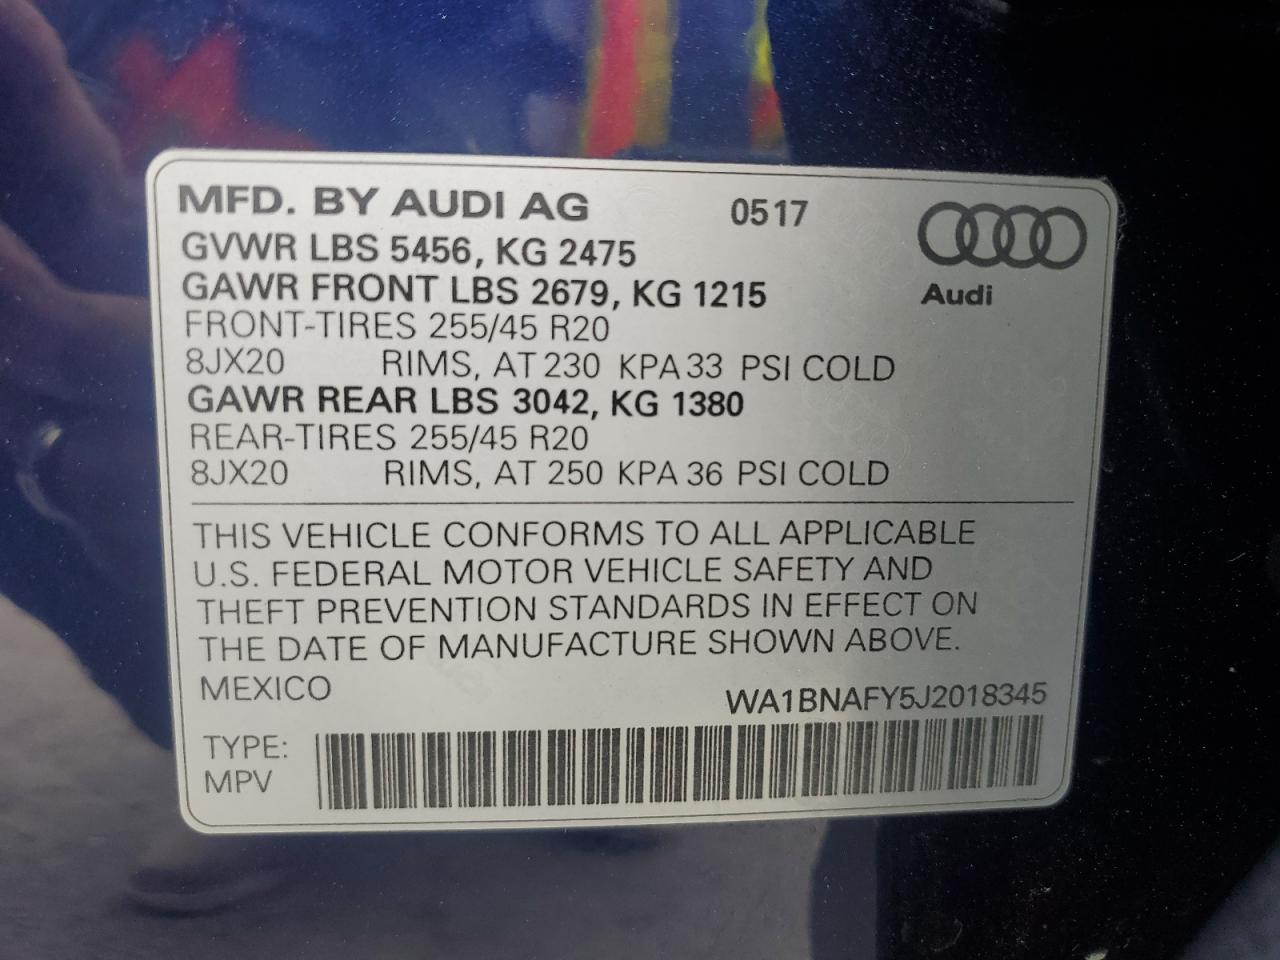 MFD. BY AUDI AG 0517
GVWR LBS 5456, KG 2475
GAWR FRONT LBS 2679, KG 1215
Audi
FRONT-TIRES 255/45 R20
8JX20 RIMS, AT 230 KPA 33 PSI COLD
GAWR REAR LBS 3042, KG 1380
REAR-TIRES 255/45 R20
8JX20 RIMS, AT 250 KPA 36 PSI COLD
THIS VEHICLE CONFORMS TO ALL APPLICABLE
U.S. FEDERAL MOTOR VEHICLE SAFETY AND
THEFT PREVENTION STANDARDS IN EFFECT ON
THE DATE OF MANUFACTURE SHOWN ABOVE.
MEXICO WA1BNAFY5J2018345
TYPE:
MPV